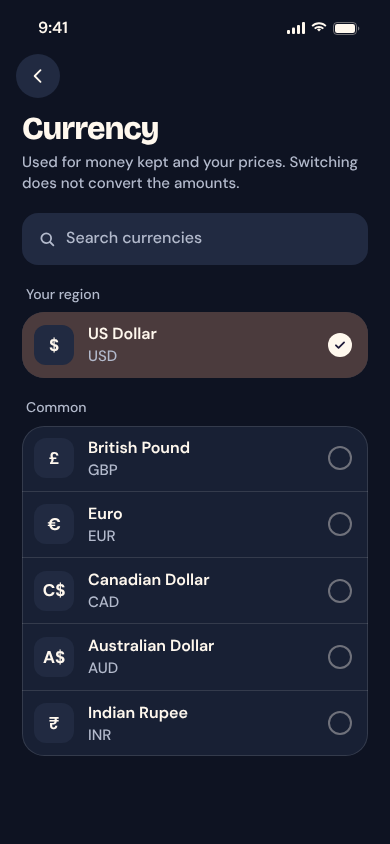 9:41
Currency
Used for money kept and your prices. Switching
does not convert the amounts.
Search currencies
Your region
$
US Dollar
USD
Common
£
British Pound
GBP
€
Euro
EUR
C$
Canadian Dollar
CAD
A$
Australian Dollar
AUD
₹
Indian Rupee
INR